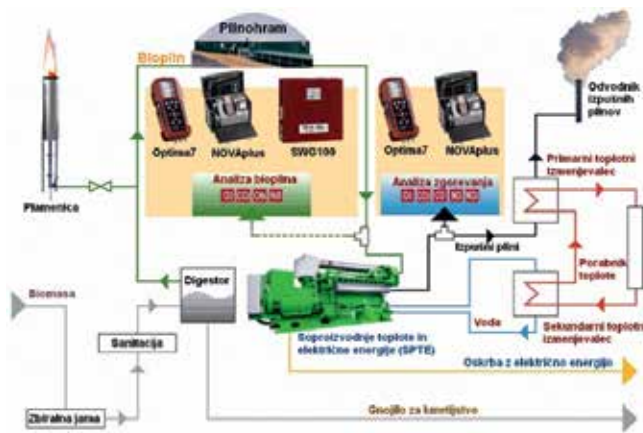 Plinohram
Bioplin
Odvodnik
izpušnih
plinov
Optima7
NOVAplus
SWG100
Optima7
NOVAplus
Analiza bioplina
Analiza zgorevanja
Primarni toplotni
izmenjevalec
Plamenica
Izpušni plini
Porabnik
toplote
Digestor
Biomasa
Voda
Sekundarni toplotni
izmenjevalec
Sanitacija
Soproizvodnje toplote in
električne energije (SPTE)
Oskrba z električno energijo
Zbiralna jama
Gnojilo za kmetijstvo